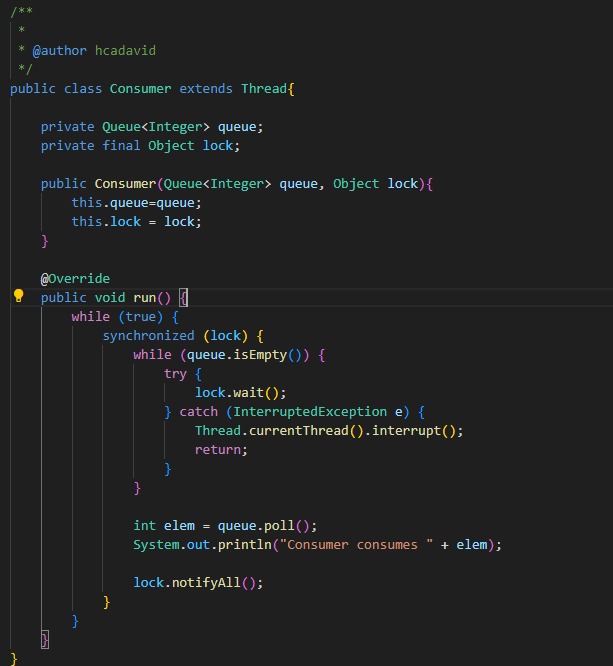 /**
 *
 * @author hcadavid
 */
public class Consumer extends Thread{
    private Queue<Integer> queue;
    private final Object lock;
    public Consumer(Queue<Integer> queue, Object lock){
        this.queue=queue;
        this.lock = lock;
    }
    @Override
    public void run() {
        while (true) {
            synchronized (lock) {
                while (queue.isEmpty()) {
                    try {
                        lock.wait();
                    } catch (InterruptedException e) {
                        Thread.currentThread().interrupt();
                        return;
                    }
                }
                int elem = queue.poll();
                System.out.println("Consumer consumes " + elem);
                lock.notifyAll();
            }
        }
    }
}